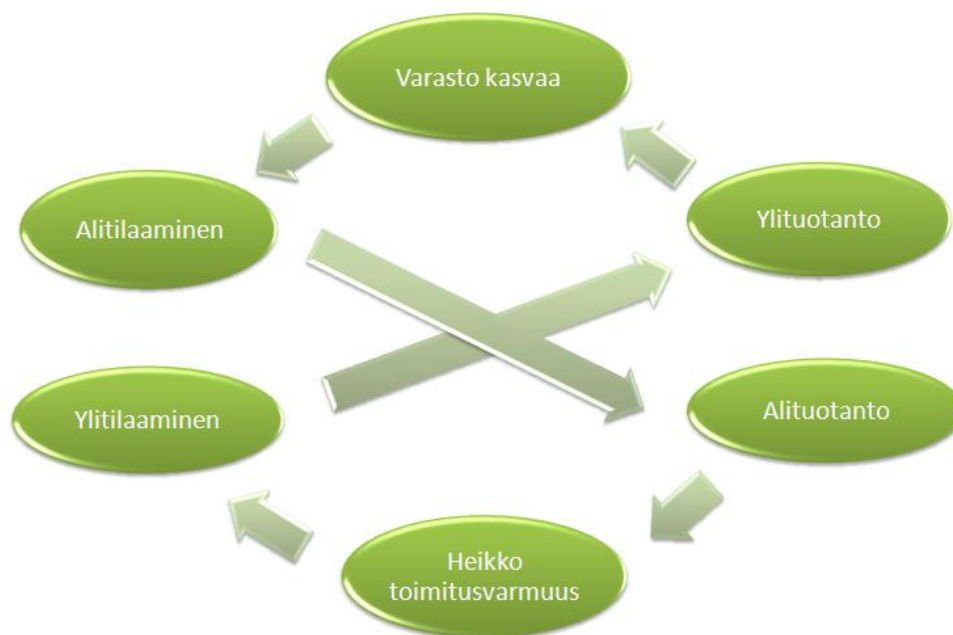 Varasto kasvaa
Alitilaaminen
Ylituotanto
Ylitilaaminen
Alituotanto
Heikko
toimitusvarmuus